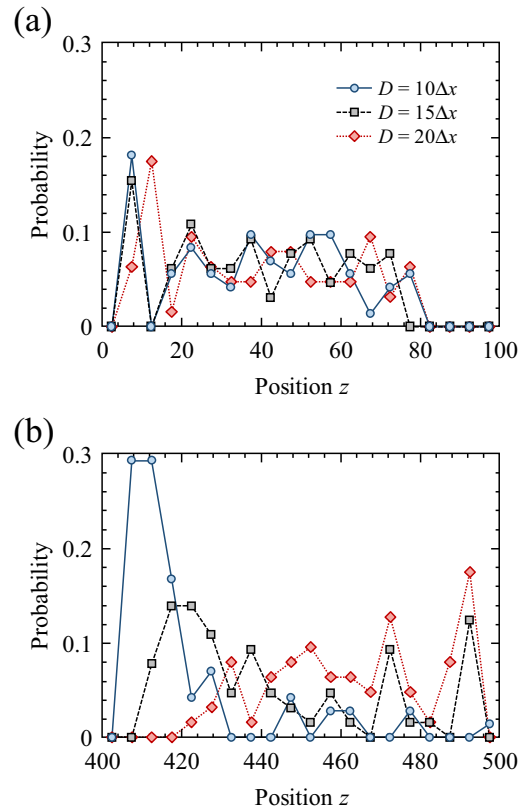 (a)
0.3
0.2
0.1
0
Probability
D = 10Δx
D = 15Δx
D = 20Δx
0 20 40 60 80 100
Position z
(b)
0.3
0.2
0.1
0
Probability
400 420 440 460 480 500
Position z